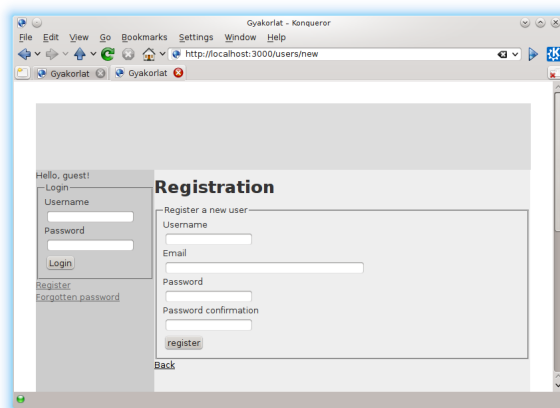 Gyakorlat – Konqueror
File Edit View Go Bookmarks Settings Window Help
http://localhost:3000/users/new
Gyakorlat Gyakorlat
Hello, guest!
Login
Username
Password
Login
Register
Forgotten password
Registration
Register a new user
Username
Email
Password
Password confirmation
register
Back